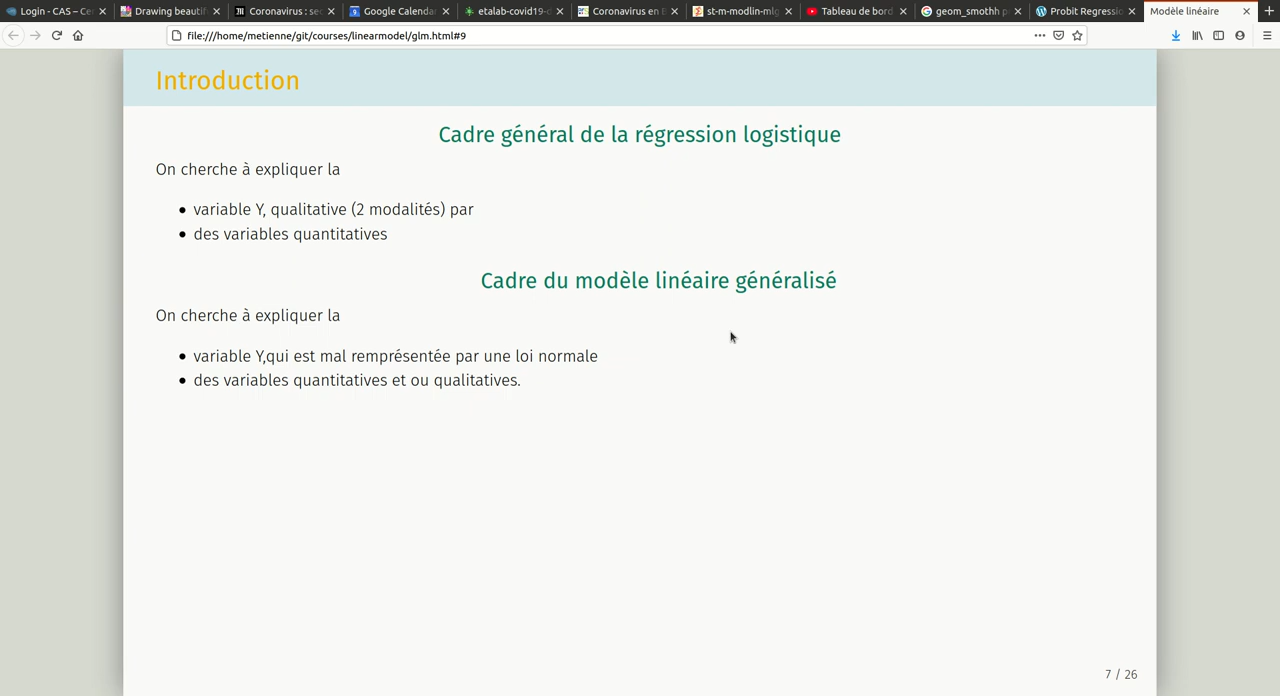 Login - CAS – Ce
Drawing beautif
Coronavirus : se
Google Calenda
etalab-covid19-d
Coronavirus en B
st-m-modlin-mlg
Tableau de bord
geom_smothh p
Probit Regressio
Modèle linéaire
file:///home/metienne/git/courses/linearmodel/glm.html#9
Introduction
Cadre général de la régression logistique
On cherche à expliquer la
• variable Y, qualitative (2 modalités) par
• des variables quantitatives
Cadre du modèle linéaire généralisé
On cherche à expliquer la
• variable Y,qui est mal remprésentée par une loi normale
• des variables quantitatives et ou qualitatives.
7 / 26